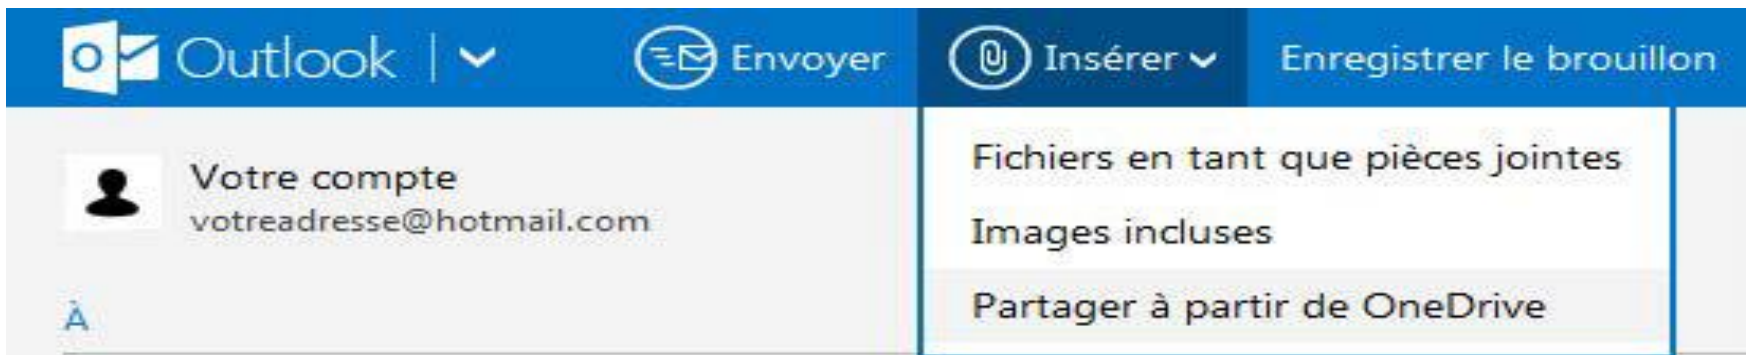 Outlook Envoyer Insérer Enregistrer le brouillon
Fichiers en tant que pièces jointes
Votre compte
votreadresse@hotmail.com
Images incluses
Partager à partir de OneDrive
À